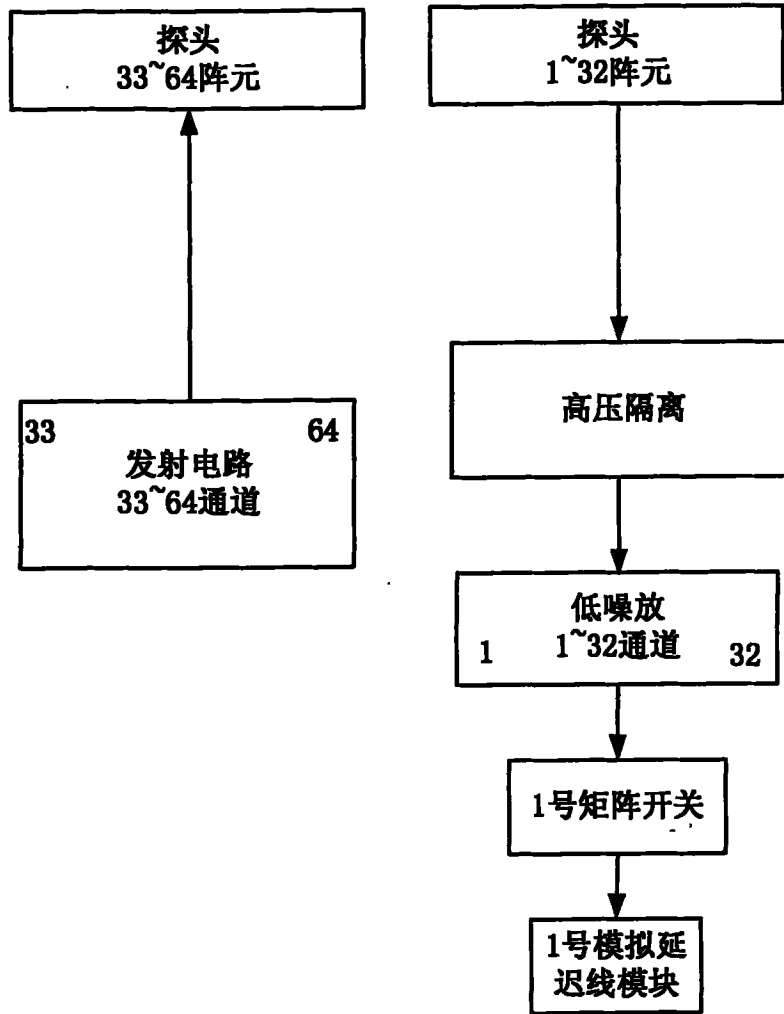 探头
33~64阵元
探头
1~32阵元
33
64
发射电路
33~64通道
高压隔离
低噪放
1~32通道
1
32
1号矩阵开关
1号模拟延
迟线模块